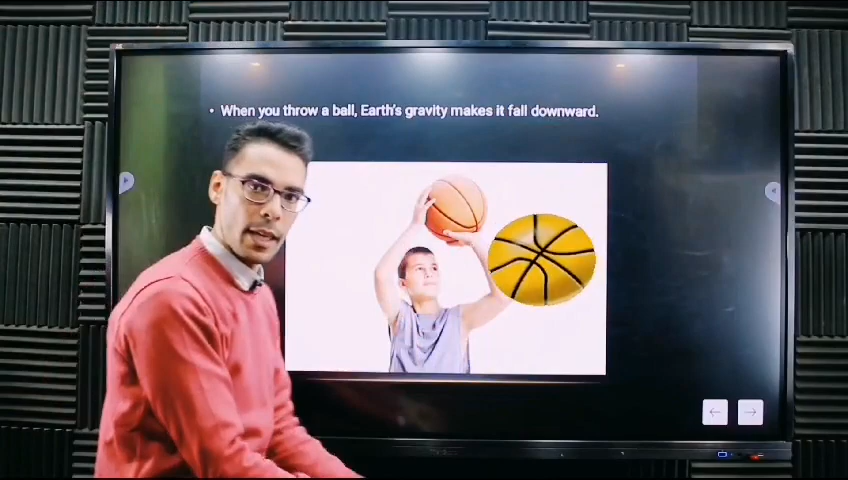 • When you throw a ball, Earth's gravity makes it fall downward.